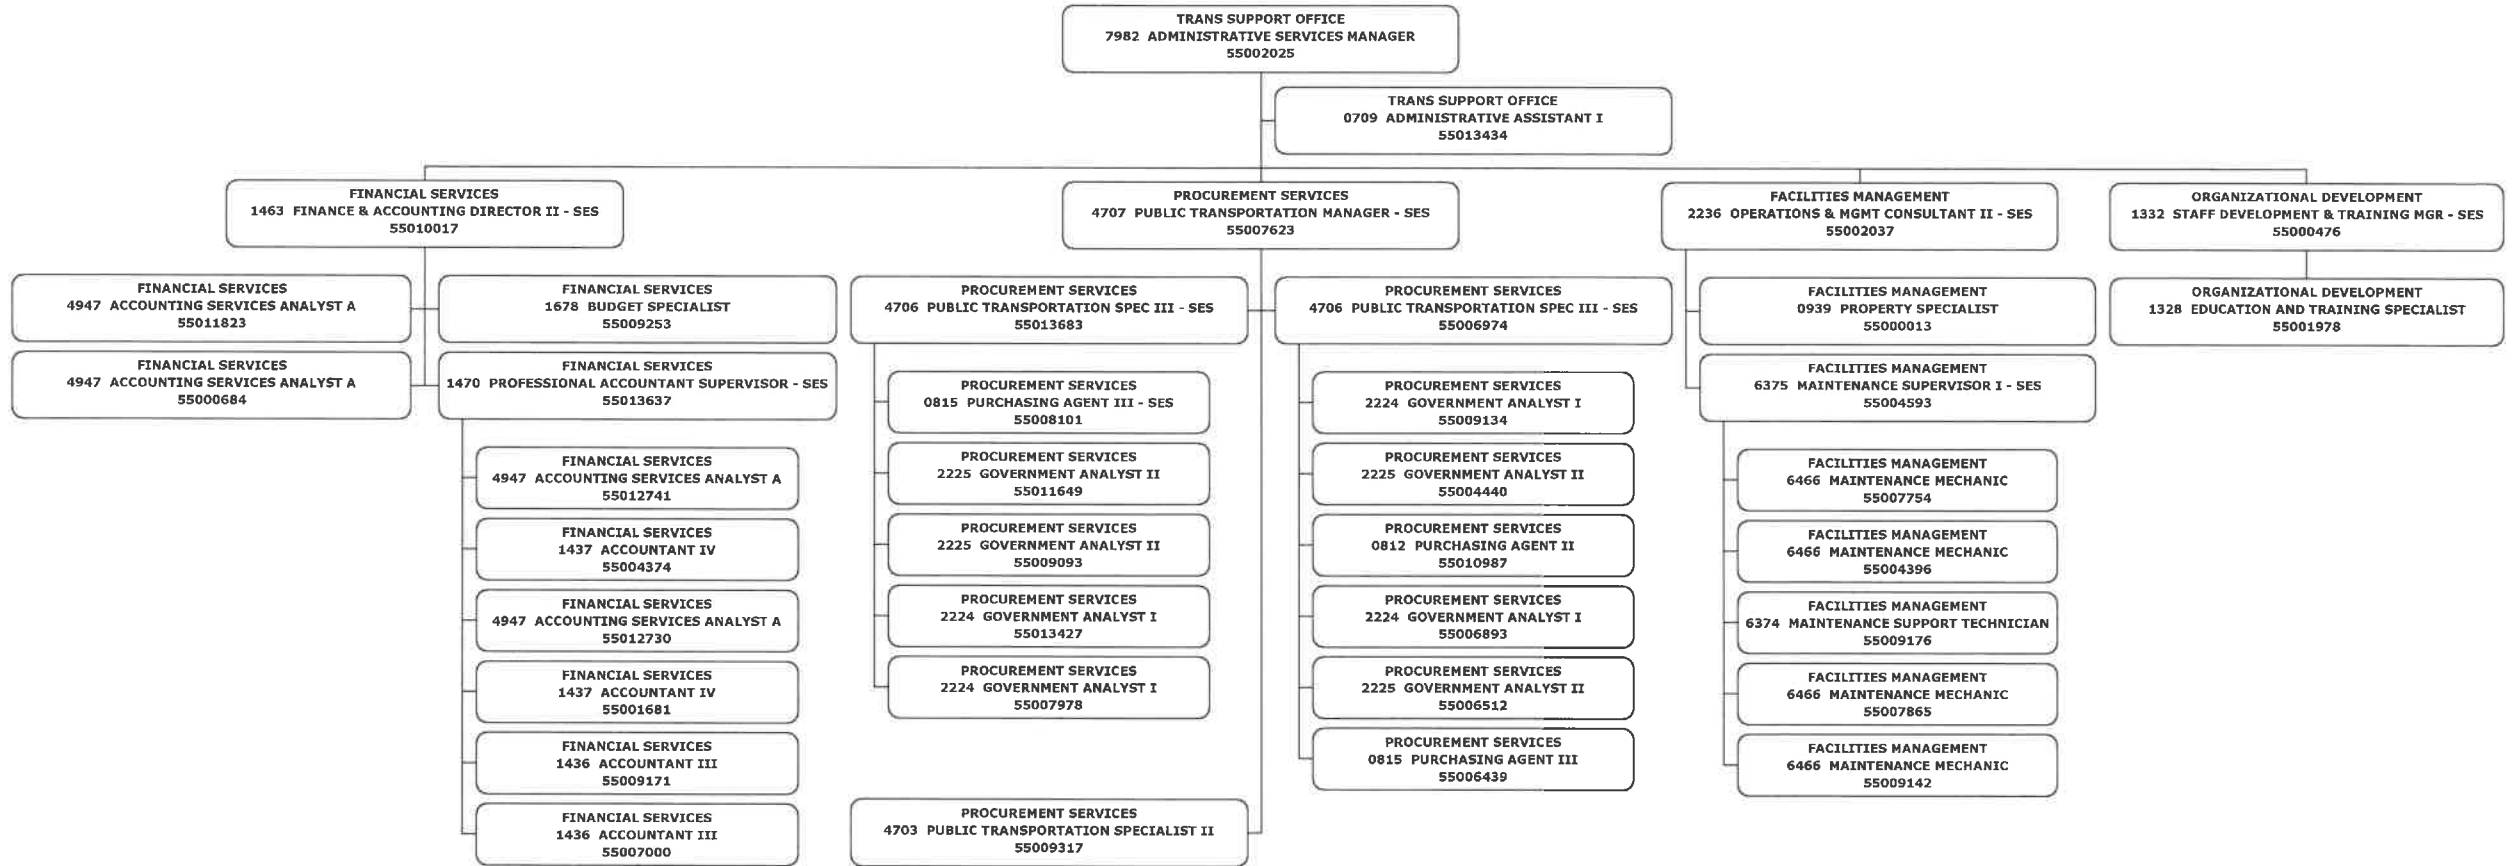 TRANS SUPPORT OFFICE
7982 ADMINISTRATIVE SERVICES MANAGER
55002025
TRANS SUPPORT OFFICE
0709 ADMINISTRATIVE ASSISTANT I
55013434
FINANCIAL SERVICES
1463 FINANCE & ACCOUNTING DIRECTOR II - SES
55010017
FINANCIAL SERVICES
4947 ACCOUNTING SERVICES ANALYST A
55011823
FINANCIAL SERVICES
1678 BUDGET SPECIALIST
55009253
FINANCIAL SERVICES
4947 ACCOUNTING SERVICES ANALYST A
55000684
FINANCIAL SERVICES
1470 PROFESSIONAL ACCOUNTANT SUPERVISOR - SES
55013637
FINANCIAL SERVICES
4947 ACCOUNTING SERVICES ANALYST A
55012741
FINANCIAL SERVICES
1437 ACCOUNTANT IV
55004374
FINANCIAL SERVICES
4947 ACCOUNTING SERVICES ANALYST A
55012730
FINANCIAL SERVICES
1437 ACCOUNTANT IV
55001681
FINANCIAL SERVICES
1436 ACCOUNTANT III
55009171
FINANCIAL SERVICES
1436 ACCOUNTANT III
55007000
PROCUREMENT SERVICES
4707 PUBLIC TRANSPORTATION MANAGER - SES
55007623
PROCUREMENT SERVICES
4706 PUBLIC TRANSPORTATION SPEC III - SES
55013683
PROCUREMENT SERVICES
0815 PURCHASING AGENT III - SES
55008101
PROCUREMENT SERVICES
2225 GOVERNMENT ANALYST II
55011649
PROCUREMENT SERVICES
2225 GOVERNMENT ANALYST II
55009093
PROCUREMENT SERVICES
2224 GOVERNMENT ANALYST I
55013427
PROCUREMENT SERVICES
2224 GOVERNMENT ANALYST I
55007978
PROCUREMENT SERVICES
4706 PUBLIC TRANSPORTATION SPEC III - SES
55006974
PROCUREMENT SERVICES
2224 GOVERNMENT ANALYST I
55009134
PROCUREMENT SERVICES
2225 GOVERNMENT ANALYST II
55004440
PROCUREMENT SERVICES
0812 PURCHASING AGENT II
55010987
PROCUREMENT SERVICES
2224 GOVERNMENT ANALYST I
55006893
PROCUREMENT SERVICES
2225 GOVERNMENT ANALYST II
55006512
PROCUREMENT SERVICES
0815 PURCHASING AGENT III
55006439
PROCUREMENT SERVICES
4703 PUBLIC TRANSPORTATION SPECIALIST II
55009317
FACILITIES MANAGEMENT
2236 OPERATIONS & MGMT CONSULTANT II - SES
55002037
FACILITIES MANAGEMENT
0939 PROPERTY SPECIALIST
55000013
FACILITIES MANAGEMENT
6375 MAINTENANCE SUPERVISOR I - SES
55004593
FACILITIES MANAGEMENT
6466 MAINTENANCE MECHANIC
55007754
FACILITIES MANAGEMENT
6466 MAINTENANCE MECHANIC
55004396
FACILITIES MANAGEMENT
6374 MAINTENANCE SUPPORT TECHNICIAN
55009176
FACILITIES MANAGEMENT
6466 MAINTENANCE MECHANIC
55007865
FACILITIES MANAGEMENT
6466 MAINTENANCE MECHANIC
55009142
ORGANIZATIONAL DEVELOPMENT
1332 STAFF DEVELOPMENT & TRAINING MGR - SES
55000476
ORGANIZATIONAL DEVELOPMENT
1328 EDUCATION AND TRAINING SPECIALIST
55001978